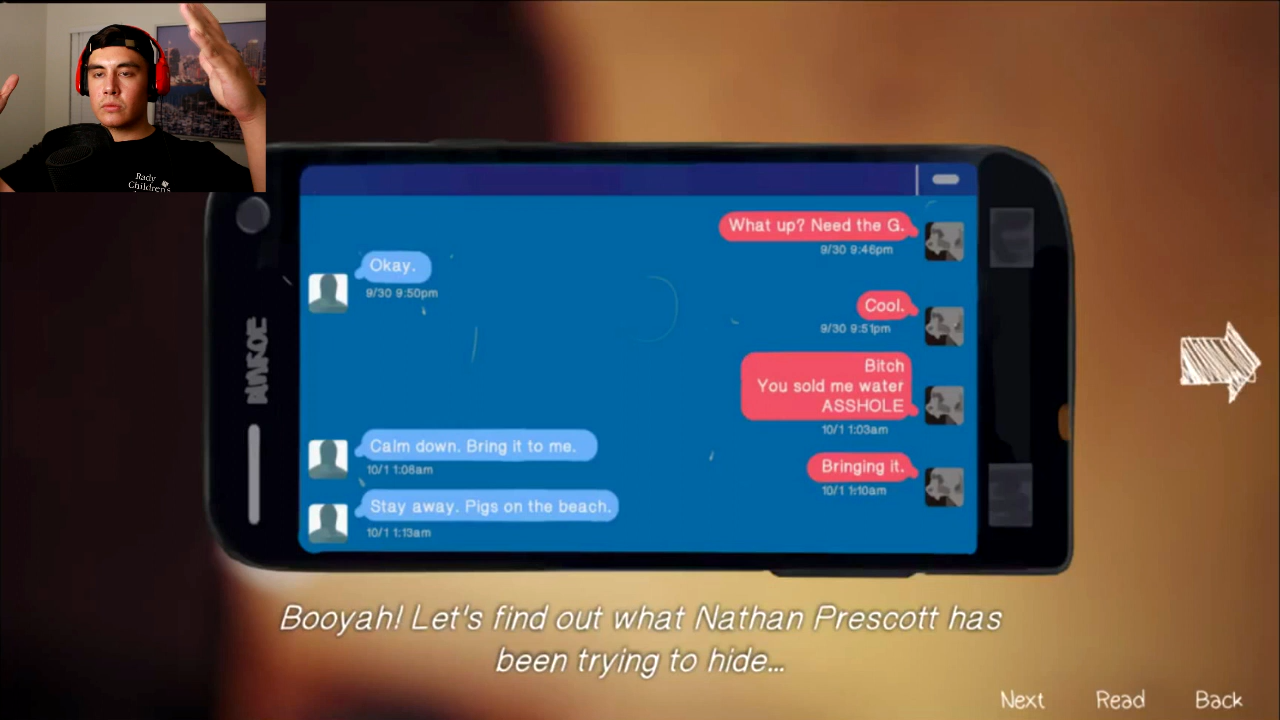 Rady
Children's
What up? Need the G.
9/30 9:46pm
Okay.
9/30 9:50pm
Cool.
9/30 9:51pm
Bitch
You sold me water
ASSHOLE
10/1 1:03am
Calm down. Bring it to me.
10/1 1:08am
Bringing it.
10/1 1:10am
Stay away. Pigs on the beach.
10/1 1:13am
Booyah! Let's find out what Nathan Prescott has
been trying to hide...
Next Read Back